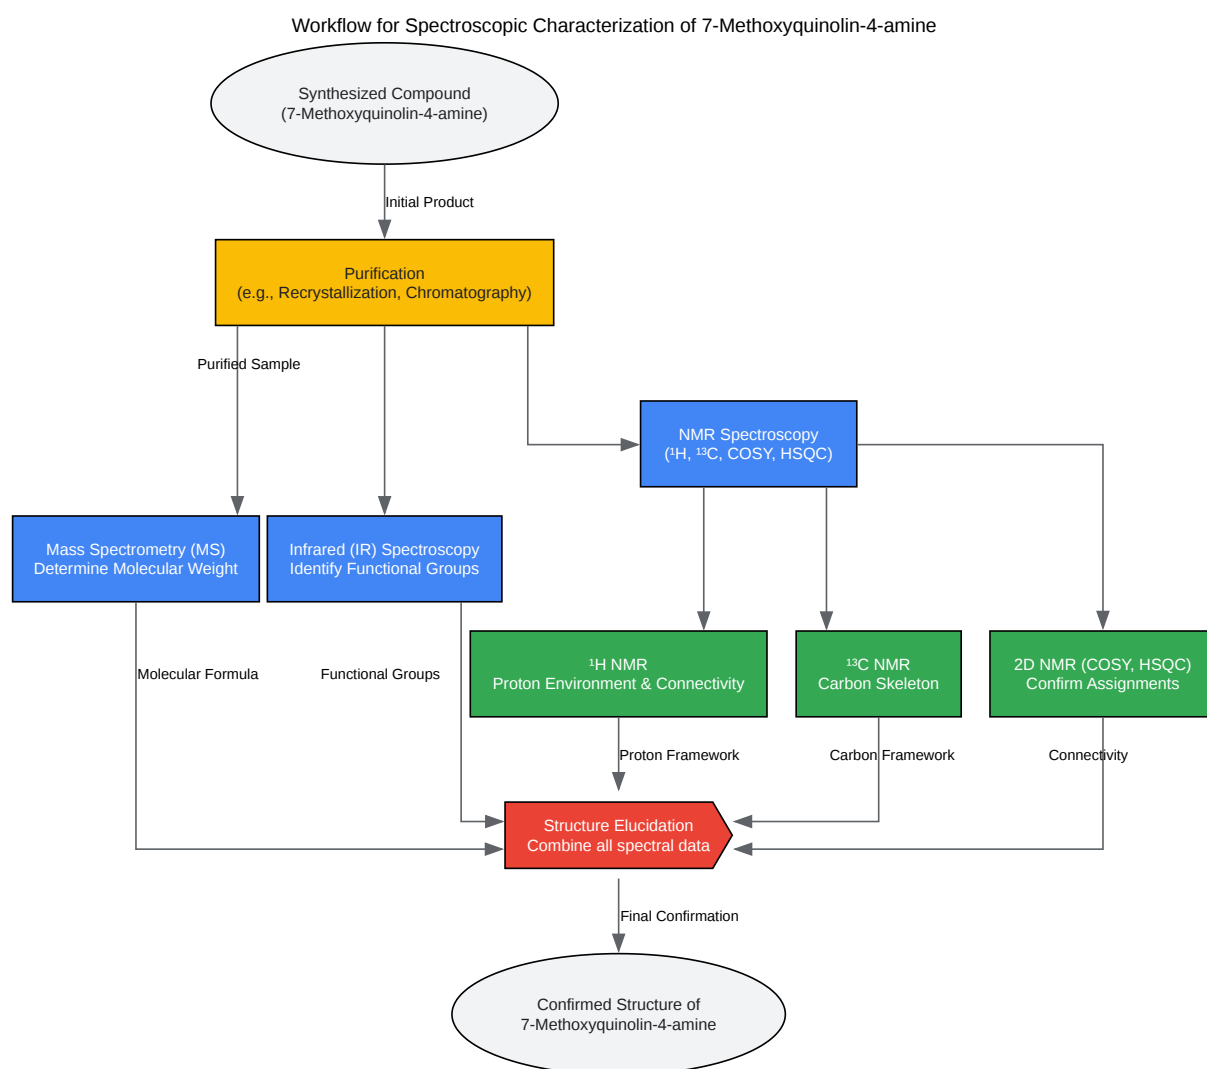 Workflow for Spectroscopic Characterization of 7-Methoxyquinolin-4-amine
Synthesized Compound
(7-Methoxyquinolin-4-amine)
Initial Product
Purification
(e.g., Recrystallization, Chromatography)
Purified Sample
NMR Spectroscopy
(¹H, ¹³C, COSY, HSQC)
Mass Spectrometry (MS)
Determine Molecular Weight
Infrared (IR) Spectroscopy
Identify Functional Groups
Molecular Formula
Functional Groups
¹H NMR
Proton Environment & Connectivity
¹³C NMR
Carbon Skeleton
2D NMR (COSY, HSQC)
Confirm Assignments
Proton Framework
Carbon Framework
Connectivity
Structure Elucidation
Combine all spectral data
Final Confirmation
Confirmed Structure of
7-Methoxyquinolin-4-amine